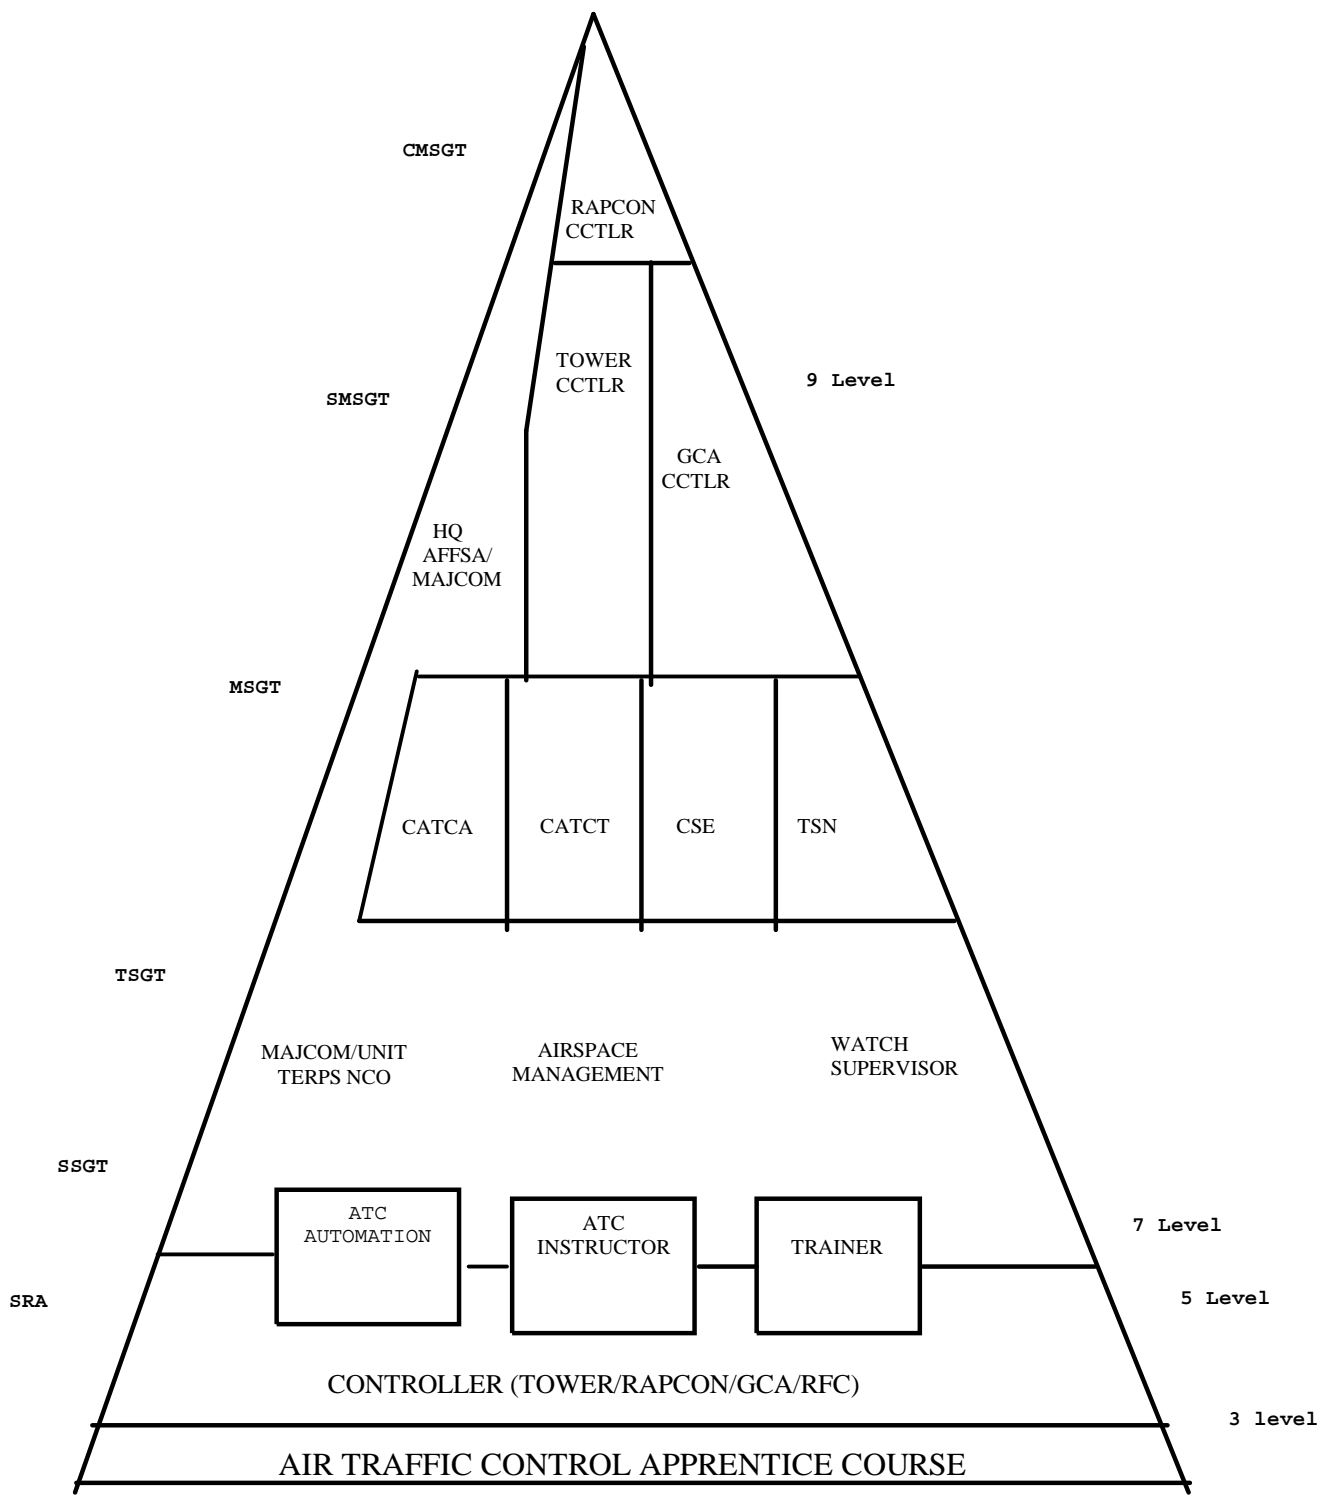 CMSGT
RAPCON
CCTLR
TOWER
CCTLR
9 Level
SMSGT
GCA
CCTLR
HQ
AFFSA/
MAJCOM
MSGT
CATCA
CATCT
CSE
TSN
TSGT
MAJCOM/UNIT
TERPS NCO
AIRSPACE
MANAGEMENT
WATCH
SUPERVISOR
SSGT
ATC
AUTOMATION
ATC
INSTRUCTOR
TRAINER
7 Level
SRA
5 Level
CONTROLLER (TOWER/RAPCON/GCA/RFC)
3 level
AIR TRAFFIC CONTROL APPRENTICE COURSE